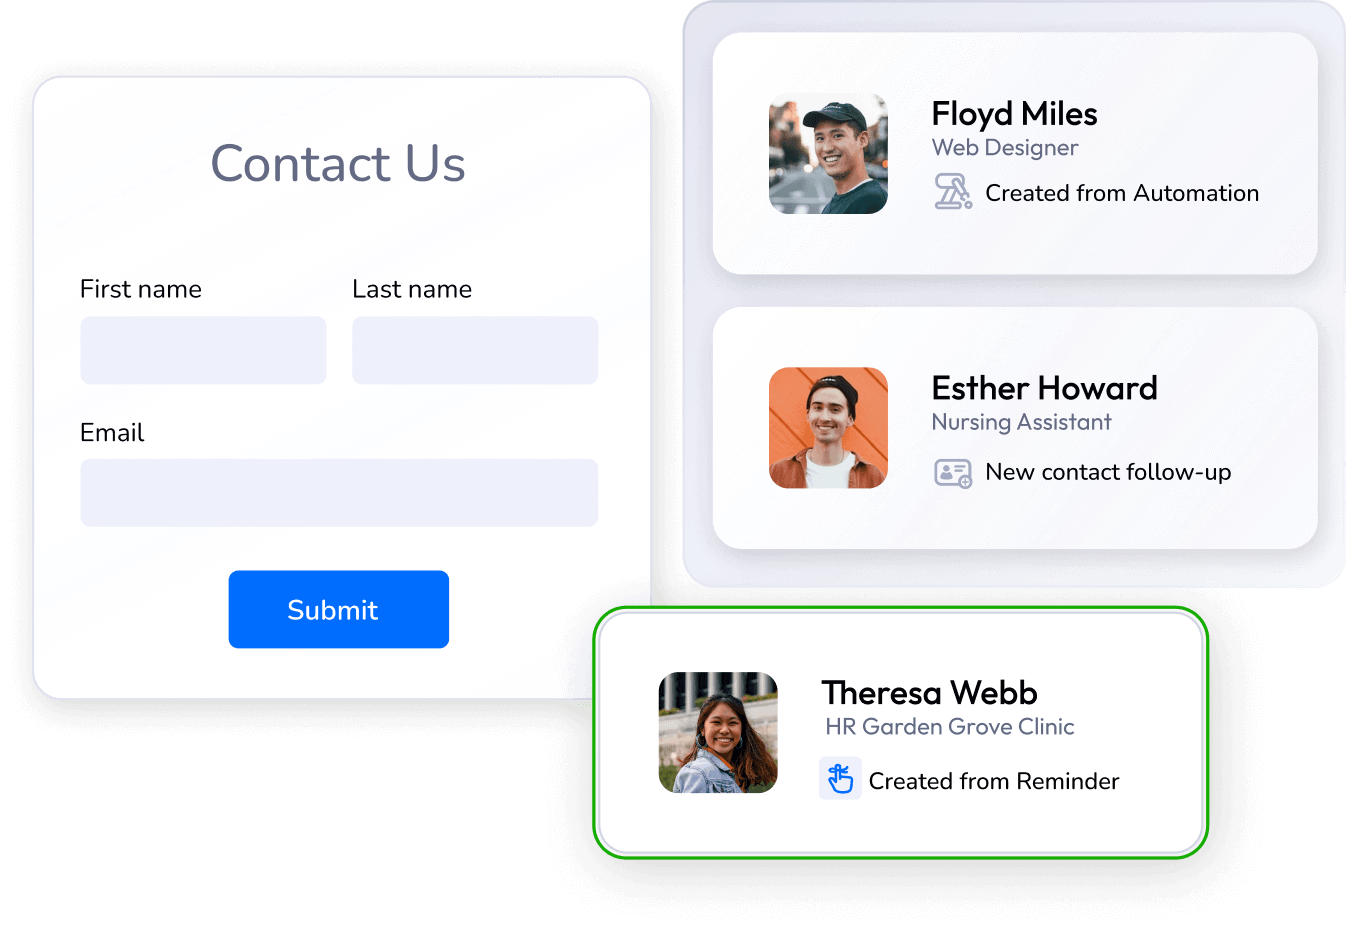 Contact Us
First name
Last name
Email
Submit
Floyd Miles
Web Designer
Created from Automation
Esther Howard
Nursing Assistant
New contact follow-up
Theresa Webb
HR Garden Grove Clinic
Created from Reminder